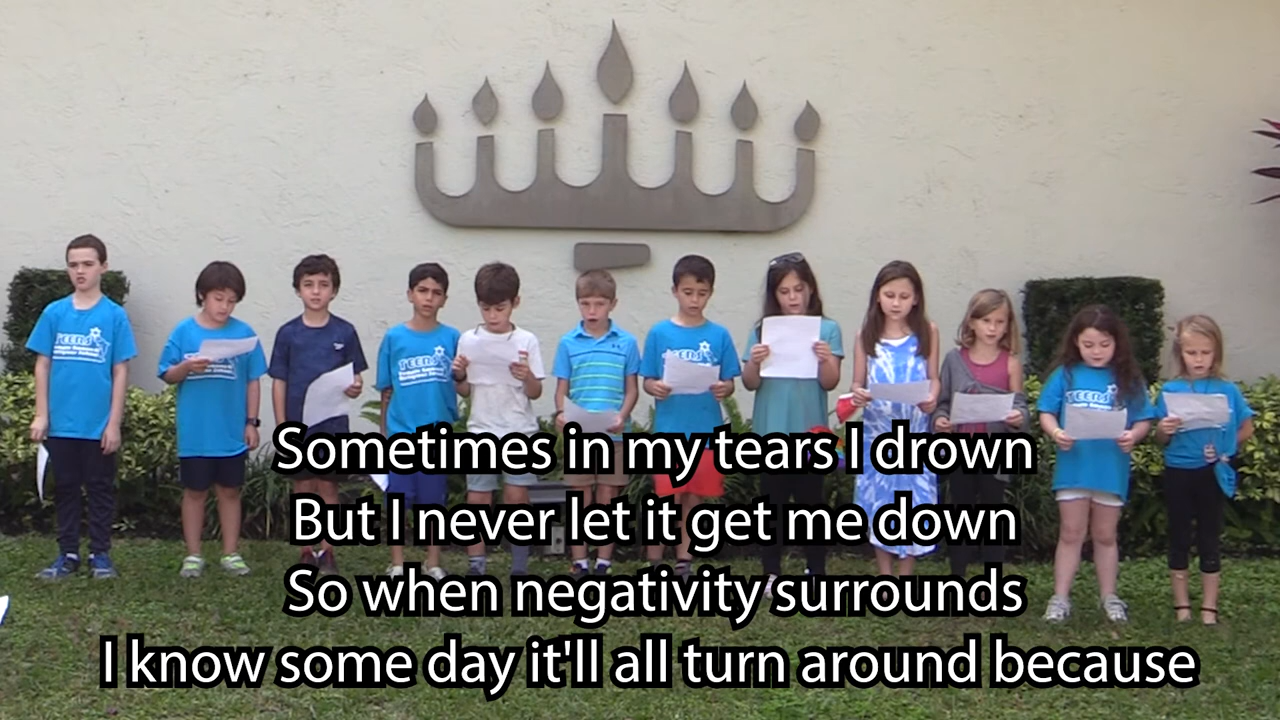 TEERS
Sometimes in my tears I drown
But I never let it get me down
So when negativity surrounds
I know some day it'll all turn around because